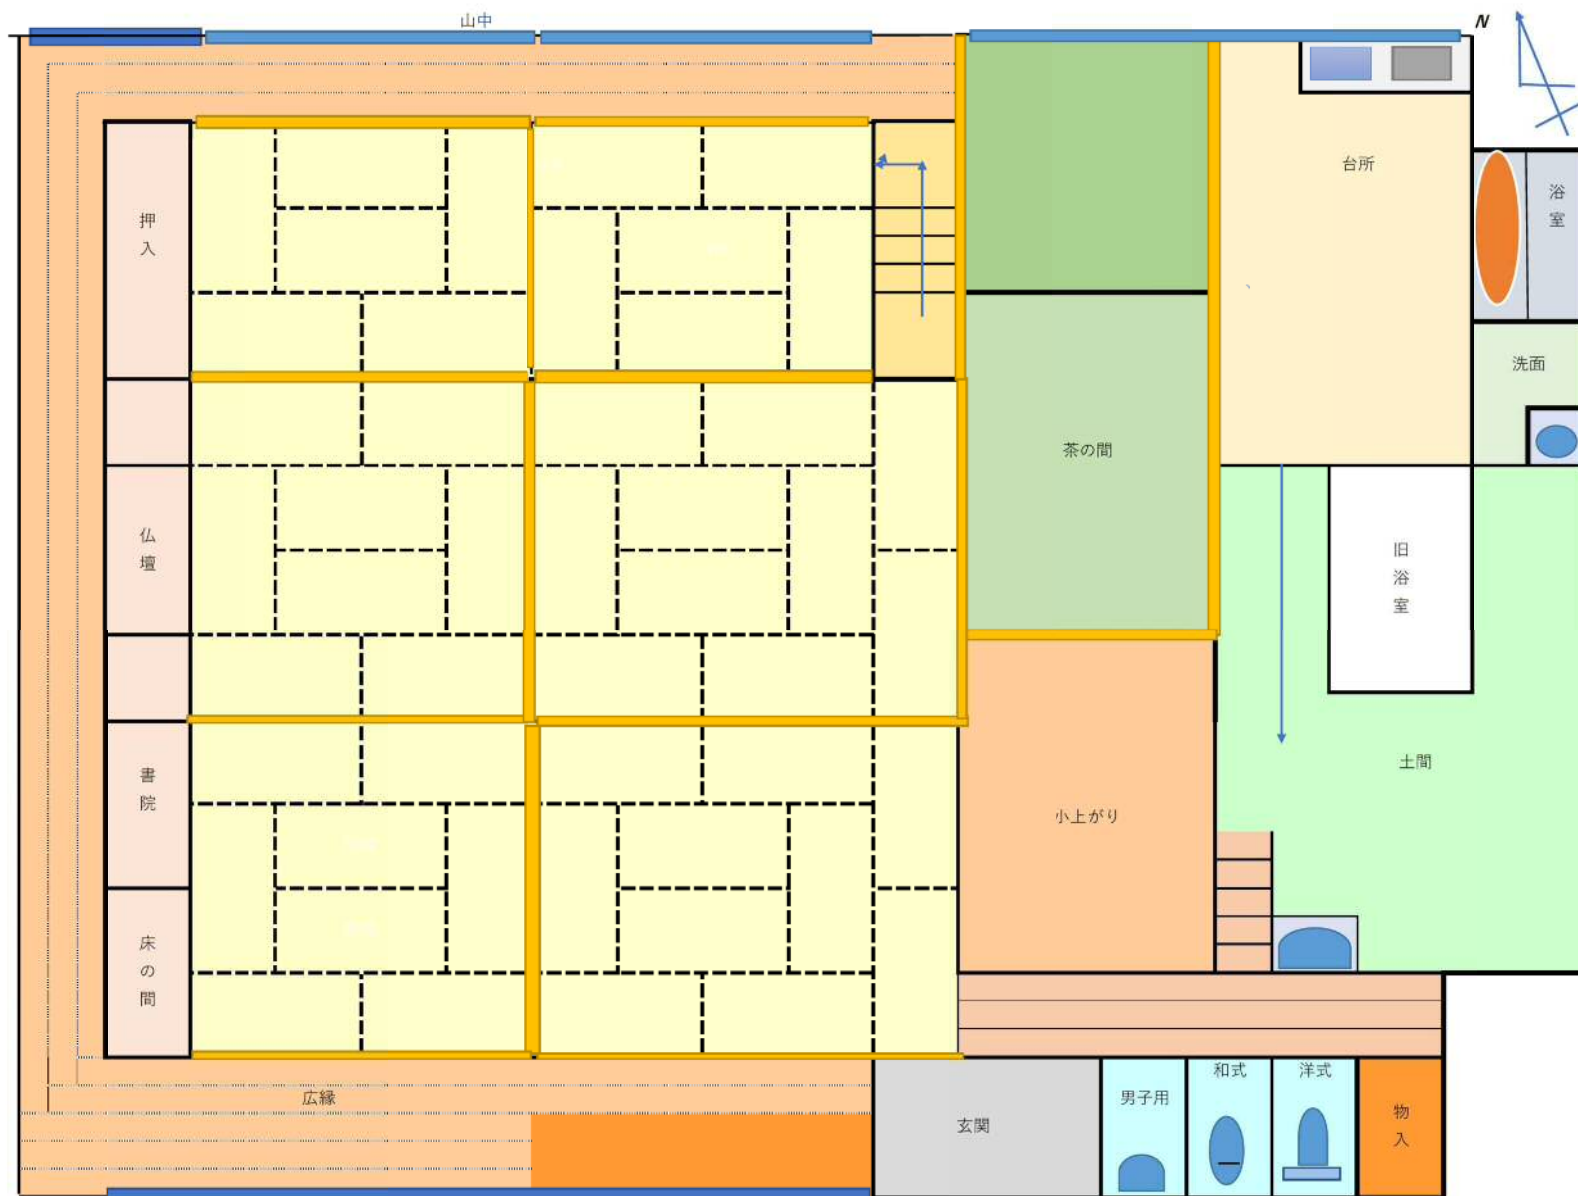 山中
N
台所
浴室
押入
洗面
茶の間
仏壇
旧浴室
書院
土間
小上がり
床の間
広縁
和式
洋式
男子用
玄関
物入